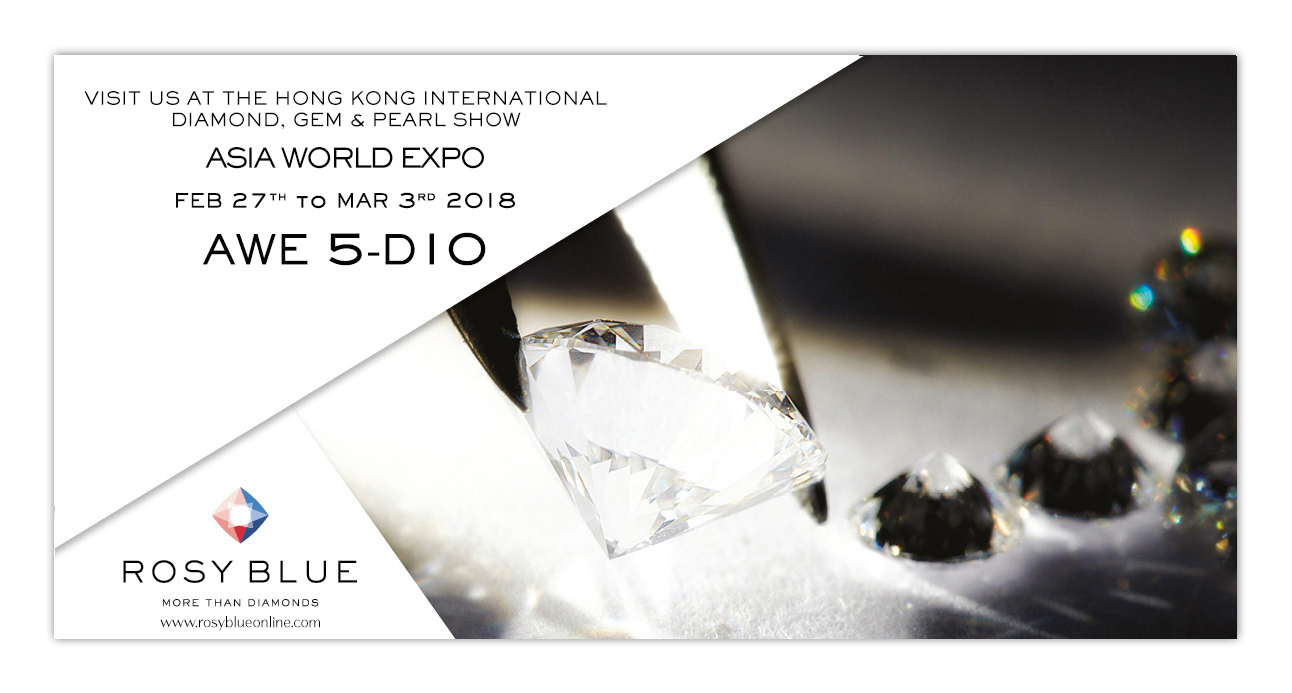 VISIT US AT THE HONG KONG INTERNATIONAL
DIAMOND, GEM & PEARL SHOW
ASIA WORLD EXPO
FEB 27TH TO MAR 3RD 2018
AWE 5-D10
ROSY BLUE
MORE THAN DIAMONDS
www.rosyblueonline.com